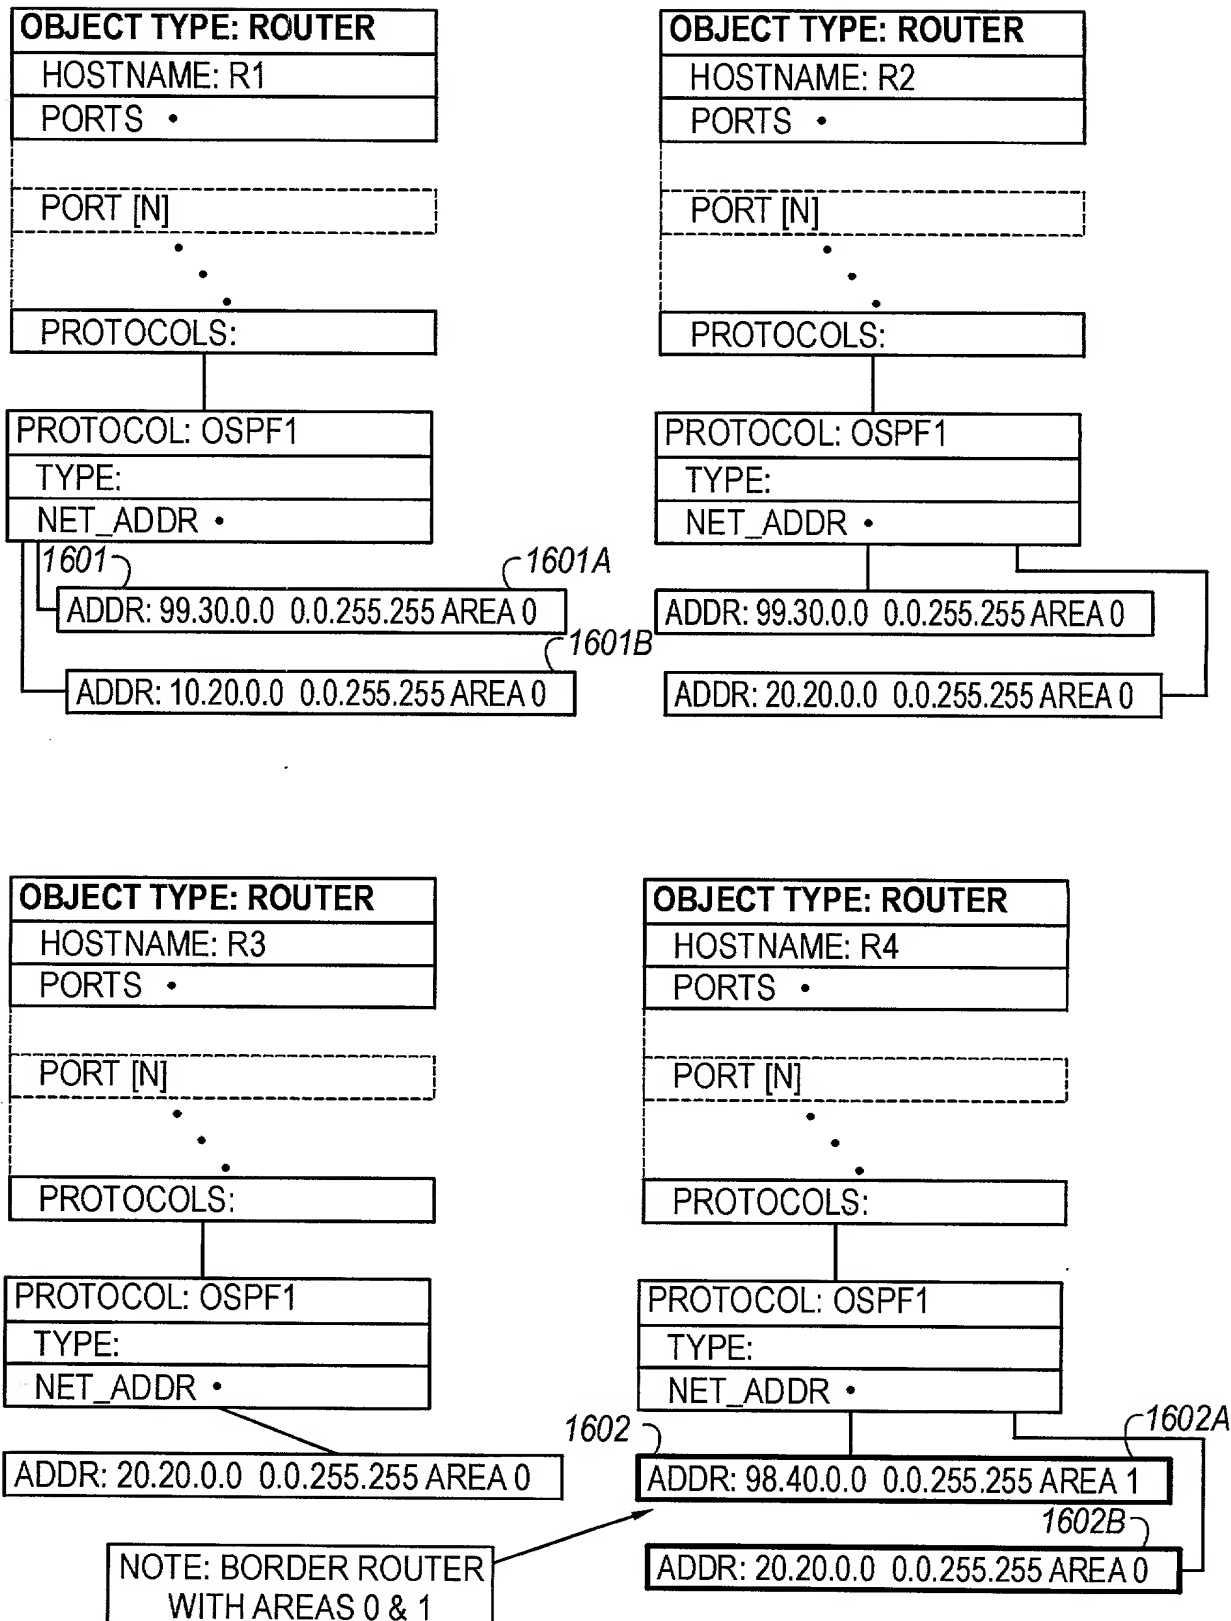 OBJECT TYPE: ROUTER
HOSTNAME: R1
PORTS •
PORT [N]
PROTOCOLS:
PROTOCOL: OSPF1
TYPE:
NET_ADDR •
1601
1601A
ADDR: 99.30.0.0 0.0.255.255 AREA 0
1601B
ADDR: 10.20.0.0 0.0.255.255 AREA 0
OBJECT TYPE: ROUTER
HOSTNAME: R2
PORTS •
PORT [N]
PROTOCOLS:
PROTOCOL: OSPF1
TYPE:
NET_ADDR •
ADDR: 99.30.0.0 0.0.255.255 AREA 0
ADDR: 20.20.0.0 0.0.255.255 AREA 0
OBJECT TYPE: ROUTER
HOSTNAME: R3
PORTS •
PORT [N]
PROTOCOLS:
PROTOCOL: OSPF1
TYPE:
NET_ADDR •
ADDR: 20.20.0.0 0.0.255.255 AREA 0
OBJECT TYPE: ROUTER
HOSTNAME: R4
PORTS •
PORT [N]
PROTOCOLS:
PROTOCOL: OSPF1
TYPE:
NET_ADDR •
1602
1602A
ADDR: 98.40.0.0 0.0.255.255 AREA 1
1602B
ADDR: 20.20.0.0 0.0.255.255 AREA 0
NOTE: BORDER ROUTER
WITH AREAS 0 & 1